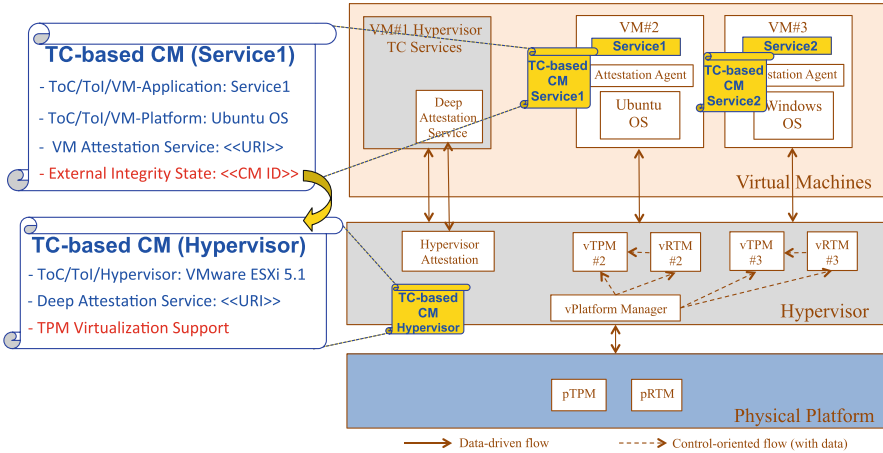 TC-based CM (Service1)
- ToC/ToI/VM-Application: Service1
- ToC/ToI/VM-Platform: Ubuntu OS
- VM Attestation Service: <<URI>>
- External Integrity State: <<CM ID>>
TC-based CM (Hypervisor)
- ToC/ToI/Hypervisor: VMware ESXi 5.1
- Deep Attestation Service: <<URI>>
- TPM Virtualization Support
VM#1 Hypervisor
TC Services
Deep
Attestation
Service
VM#2
Service1
TC-based
CM
Service1
Attestation Agent
Ubuntu
OS
VM#3
Service2
TC-based
CM
Service2
station Agent
Windows
OS
Virtual Machines
Hypervisor
Attestation
TC-based
CM
Hypervisor
vTPM
#2
vRTM
#2
vTPM
#3
vRTM
#3
vPlatform Manager
Hypervisor
pTPM
pRTM
Physical Platform
Data-driven flow
Control-oriented flow (with data)